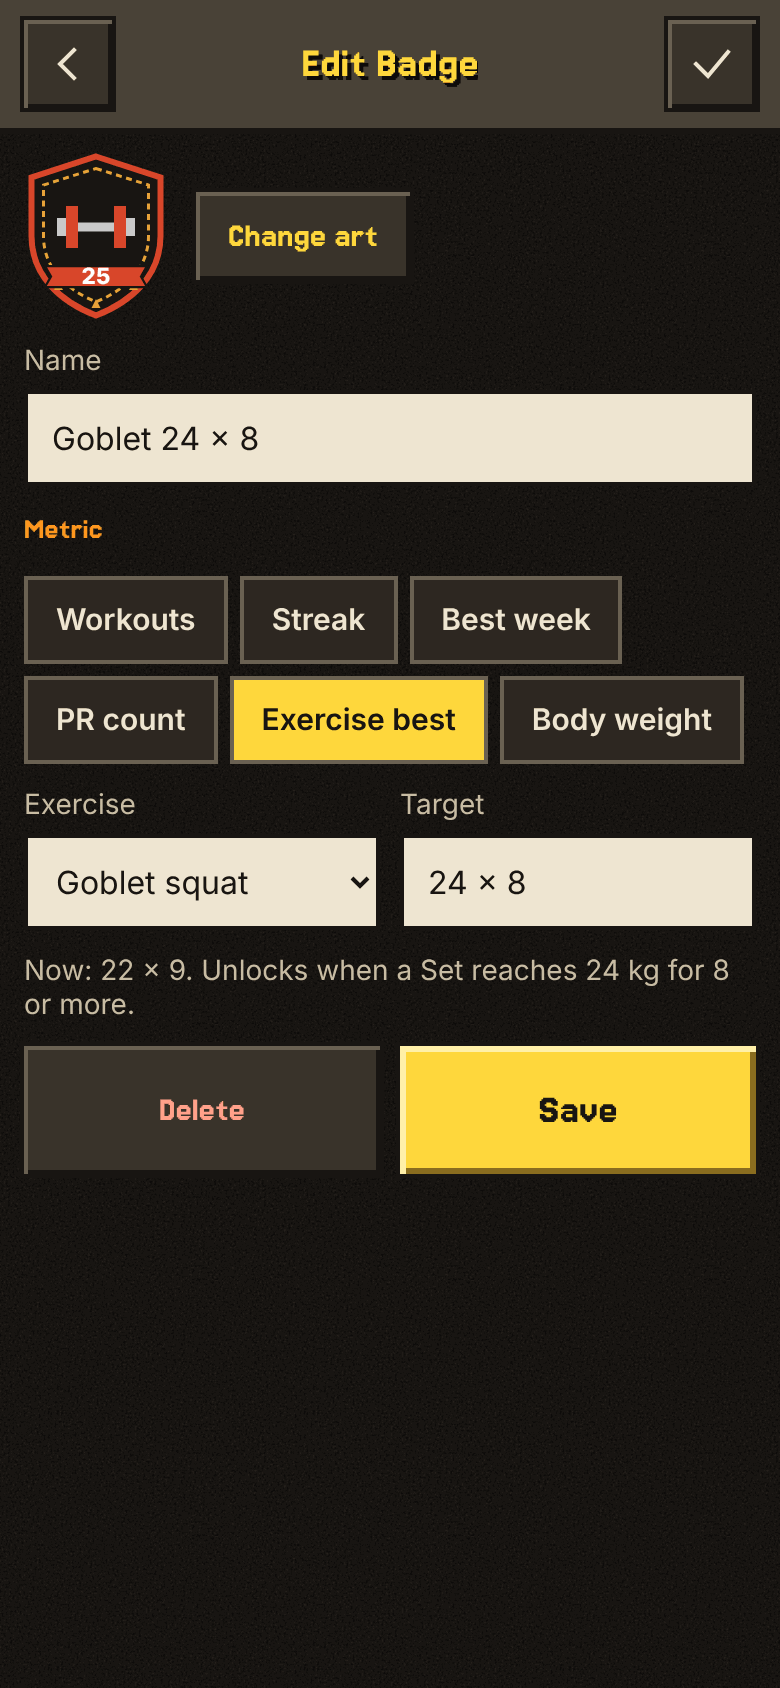 Edit Badge
25
Change art
Name
Goblet 24 × 8
Metric
Workouts Streak Best week
PR count Exercise best Body weight
Exercise Target
Goblet squat 24 × 8
Now: 22 × 9. Unlocks when a Set reaches 24 kg for 8
or more.
Delete Save